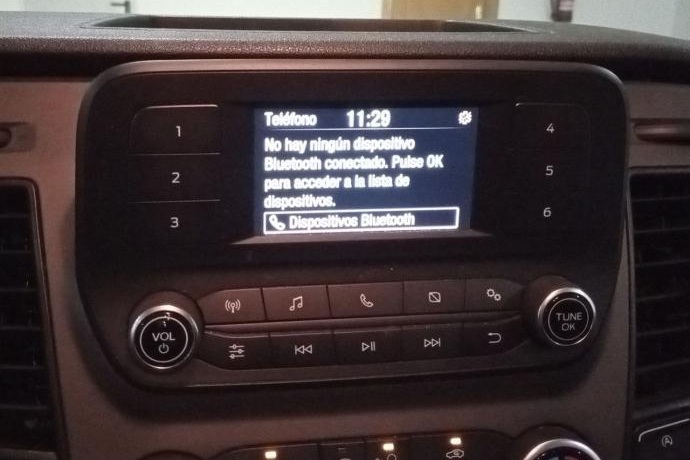 Teléfono 11:29
No hay ningún dispositivo
Bluetooth conectado. Pulse OK
para acceder a la lista de
dispositivos.
Dispositivos Bluetooth
1
2
3
4
5
6
VOL
TUNE
OK
A